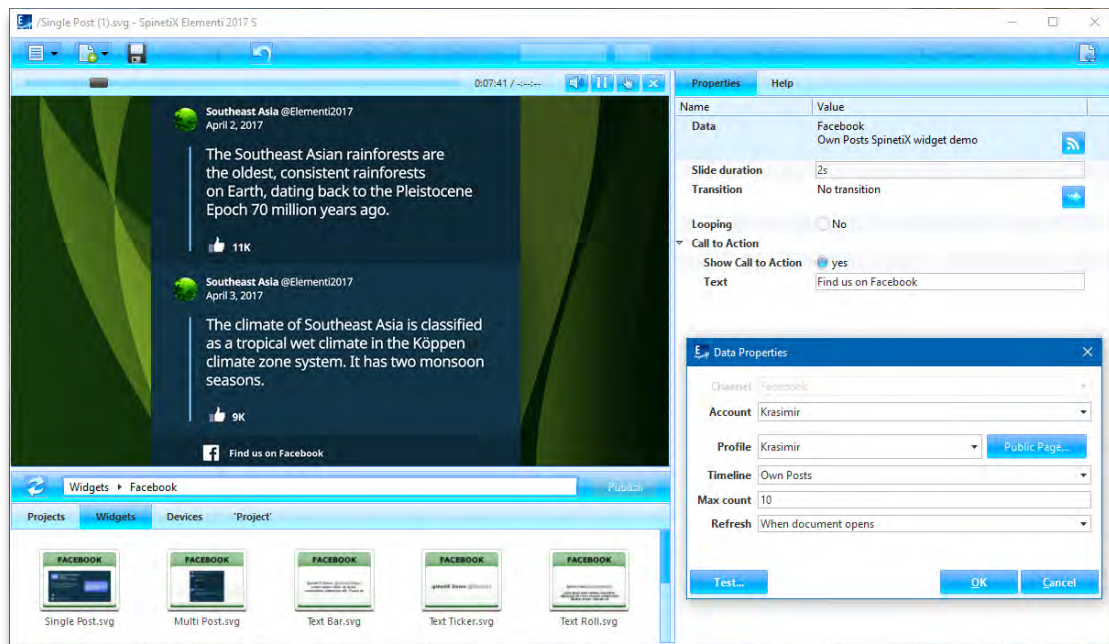 /Single Post (1).svg - SpinetiX Elementi 2017 S
0:07:41 / -:--:--
Southeast Asia @Elementi2017
April 2, 2017
The Southeast Asian rainforests are
the oldest, consistent rainforests
on Earth, dating back to the Pleistocene
Epoch 70 million years ago.
11K
Southeast Asia @Elementi2017
April 3, 2017
The climate of Southeast Asia is classified
as a tropical wet climate in the Köppen
climate zone system. It has two monsoon
seasons.
9K
Find us on Facebook
Widgets Facebook
Publish
Projects Widgets Devices 'Project'
FACEBOOK FACEBOOK FACEBOOK FACEBOOK FACEBOOK
Single Post.svg Multi Post.svg Text Bar.svg Text Ticker.svg Text Roll.svg
Properties Help
Name Value
Data Facebook
Own Posts SpinetiX widget demo
Slide duration 2s
Transition No transition
Looping No
Call to Action
Show Call to Action yes
Text Find us on Facebook
Data Properties
Channel Facebook
Account Krasimir
Profile Krasimir Public Page...
Timeline Own Posts
Max count 10
Refresh When document opens
Test... OK Cancel